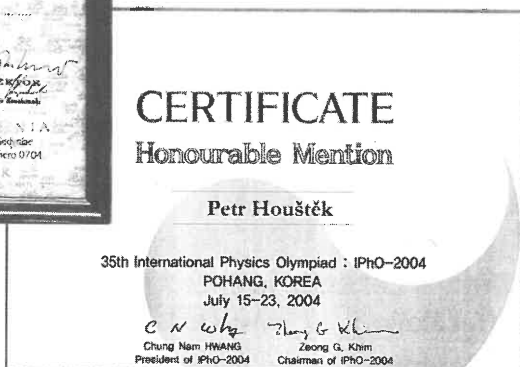 CERTIFICATE
Honourable Mention
Petr Houštěk
35th International Physics Olympiad : IPhO-2004
POHANG, KOREA
July 15-23, 2004
Chung Nam HWANG
President of IPhO-2004
Zeong G. Khim
Chairman of IPhO-2004